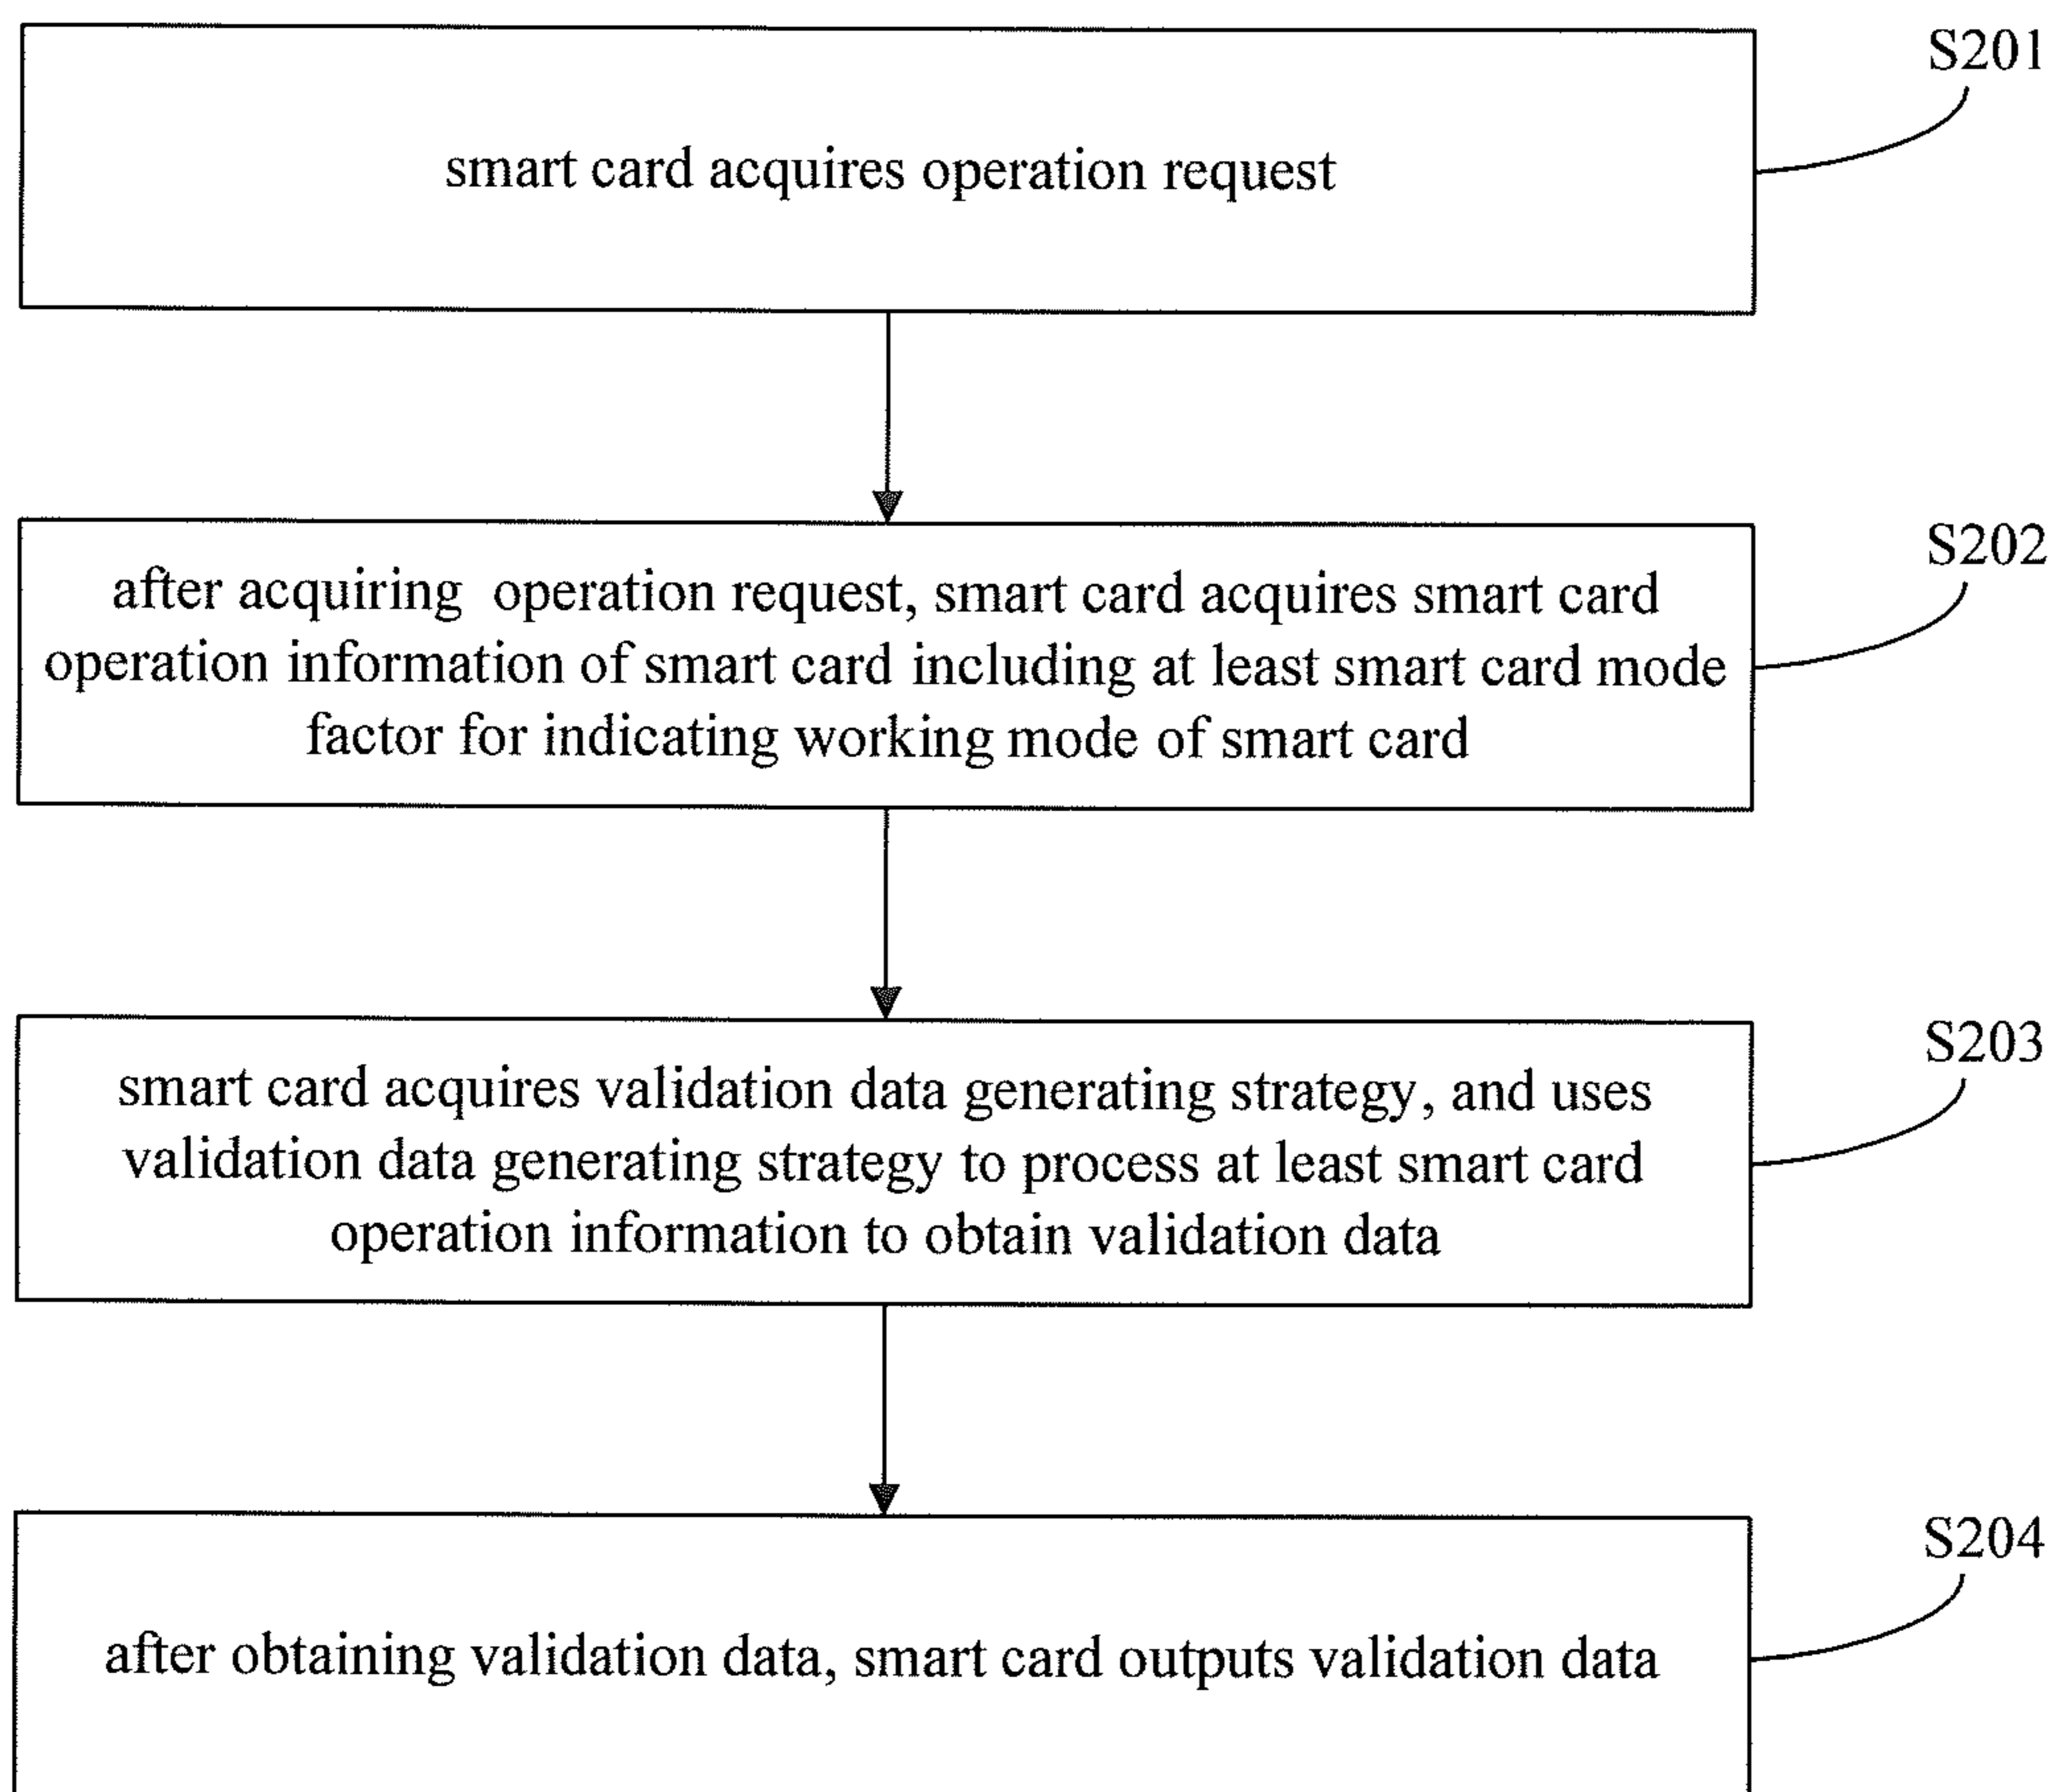 S201
smart card acquires operation request
S202
after acquiring operation request, smart card acquires smart card
operation information of smart card including at least smart card mode
factor for indicating working mode of smart card
S203
smart card acquires validation data generating strategy, and uses
validation data generating strategy to process at least smart card
operation information to obtain validation data
S204
after obtaining validation data, smart card outputs validation data